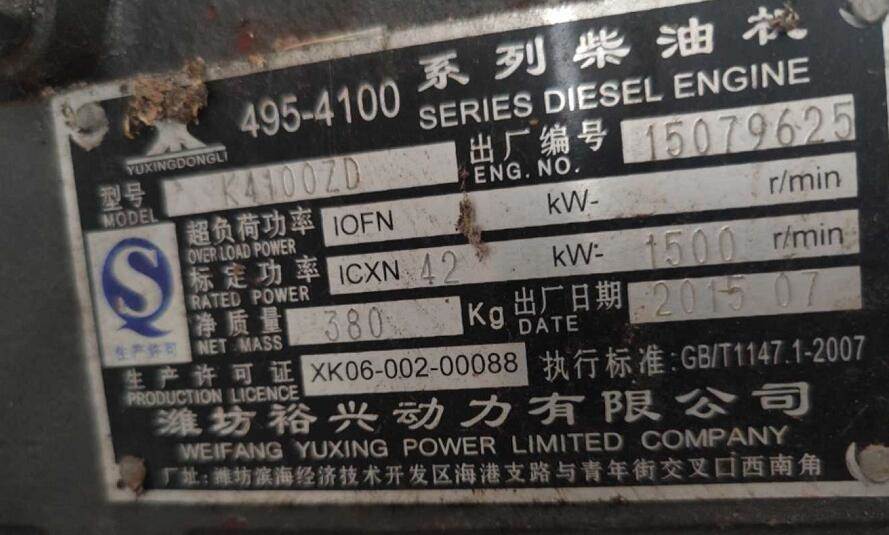 495-4100 系列柴油机
SERIES DIESEL ENGINE
YUXINGDONGLI
型号 K4100ZD 出厂编号 15079625
MODEL ENG.NO.
超负荷功率 IOFN kW- r/min
OVER LOAD POWER
标定功率 ICXN 42 kW- 1500 r/min
RATED POWER
净质量 380 Kg 出厂日期 2015 07
NET MASS DATE
生产许可
生产许可证 XK06-002-00088 执行标准:GB/T1147.1-2007
PRODUCTION LICENCE
潍坊裕兴动力有限公司
WEIFANG YUXING POWER LIMITED COMPANY
厂址:潍坊滨海经济技术开发区海港支路与青年街交叉口西南角